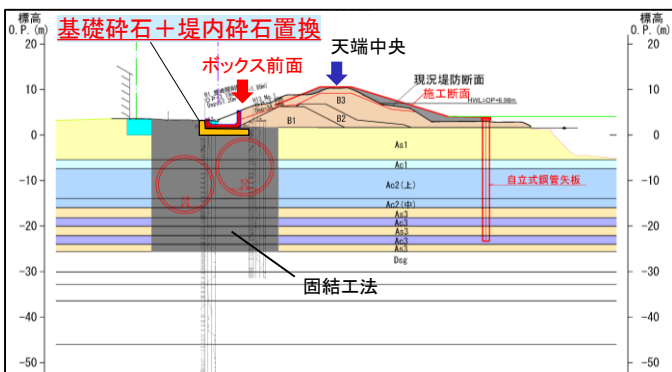 標高
O.P.(m)
標高
O.P.(m)
基礎砕石＋堤内砕石置換
天端中央
ボックス前面
現況堤防断面
施工断面
HWL=OP+6.98m
B3
B2
B1
20
10
0
-10
-20
-30
-40
-50
20
10
0
-10
-20
-30
-40
-50
As1
Ac1
Ac2(上)
Ac2(中)
As3
Ac3
As3
Ac3
As3
Dsg
自立式鋼管矢板
固結工法